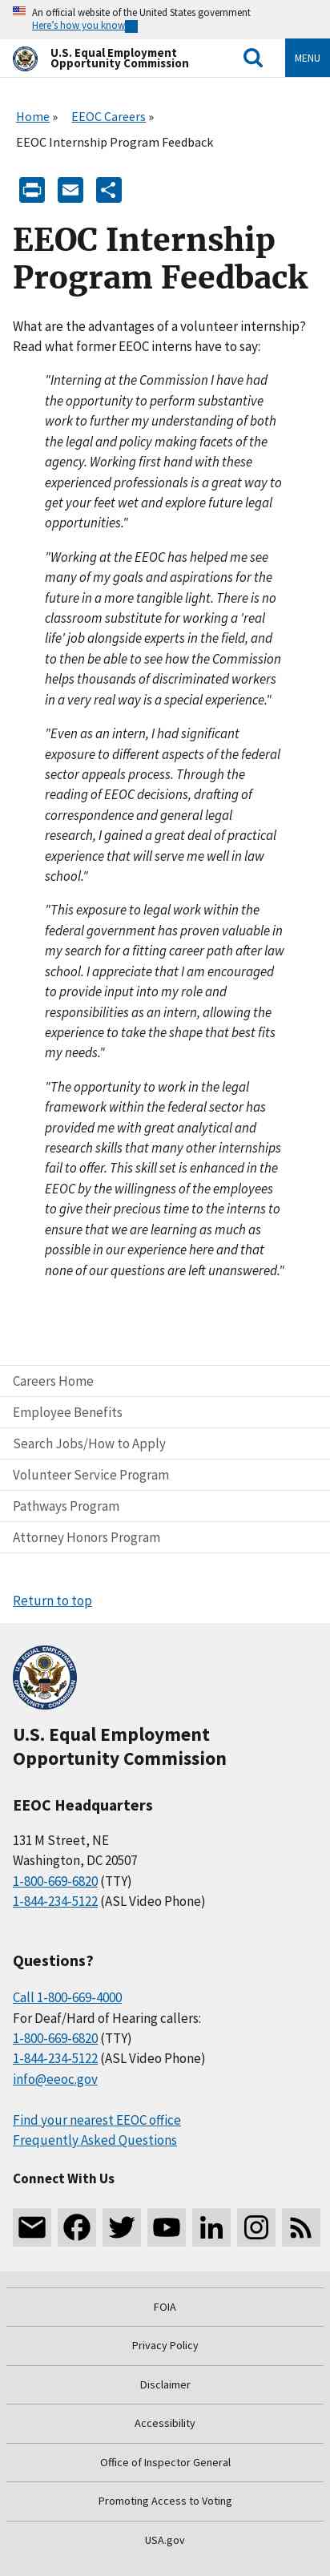 An official website of the United States government
Here's how you know
U.S. Equal Employment
Opportunity Commission
MENU
Home »
EEOC Careers »
EEOC Internship Program Feedback
EEOC Internship
Program Feedback
What are the advantages of a volunteer internship?
Read what former EEOC interns have to say:
"Interning at the Commission I have had
the opportunity to perform substantive
work to further my understanding of both
the legal and policy making facets of the
agency. Working first hand with these
experienced professionals is a great way to
get your feet wet and explore future legal
opportunities."
"Working at the EEOC has helped me see
many of my goals and aspirations for the
future in a more tangible light. There is no
classroom substitute for working a 'real
life' job alongside experts in the field, and
to then be able to see how the Commission
helps thousands of discriminated workers
in a very real way is a special experience."
"Even as an intern, I had significant
exposure to different aspects of the federal
sector appeals process. Through the
reading of EEOC decisions, drafting of
correspondence and general legal
research, I gained a great deal of practical
experience that will serve me well in law
school."
"This exposure to legal work within the
federal government has proven valuable in
my search for a fitting career path after law
school. I appreciate that I am encouraged
to provide input into my role and
responsibilities as an intern, allowing the
experience to take the shape that best fits
my needs."
"The opportunity to work in the legal
framework within the federal sector has
provided me with great analytical and
research skills that many other internships
fail to offer. This skill set is enhanced in the
EEOC by the willingness of the employees
to give their precious time to the interns to
ensure that we are learning as much as
possible in our experience here and that
none of our questions are left unanswered."
Careers Home
Employee Benefits
Search Jobs/How to Apply
Volunteer Service Program
Pathways Program
Attorney Honors Program
Return to top
U.S. Equal Employment
Opportunity Commission
EEOC Headquarters
131 M Street, NE
Washington, DC 20507
1-800-669-6820 (TTY)
1-844-234-5122 (ASL Video Phone)
Questions?
Call 1-800-669-4000
For Deaf/Hard of Hearing callers:
1-800-669-6820 (TTY)
1-844-234-5122 (ASL Video Phone)
info@eeoc.gov
Find your nearest EEOC office
Frequently Asked Questions
Connect With Us
FOIA
Privacy Policy
Disclaimer
Accessibility
Office of Inspector General
Promoting Access to Voting
USA.gov